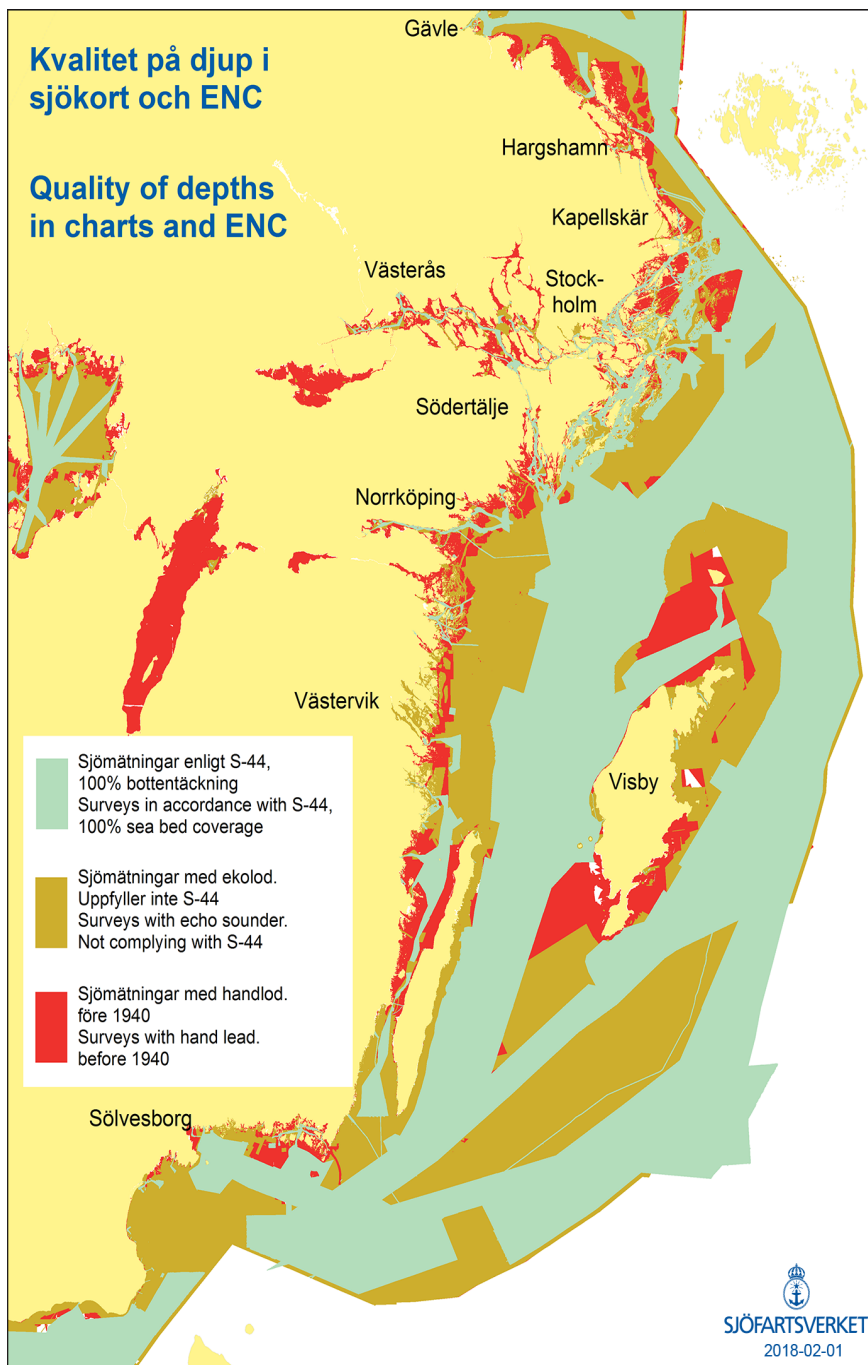 Kvalitet på djup i
sjökort och ENC
Quality of depths
in charts and ENC
Gävle
Hargshamn
Kapellskär
Västerås
Stock-
holm
Södertälje
Norrköping
Västervik
Visby
Sjömätningar enligt S-44,
100% bottentäckning
Surveys in accordance with S-44,
100% sea bed coverage
Sjömätningar med ekolod.
Uppfyller inte S-44
Surveys with echo sounder.
Not complying with S-44
Sjömätningar med handlod.
före 1940
Surveys with hand lead.
before 1940
Sölvesborg
SJÖFARTSVERKET
2018-02-01